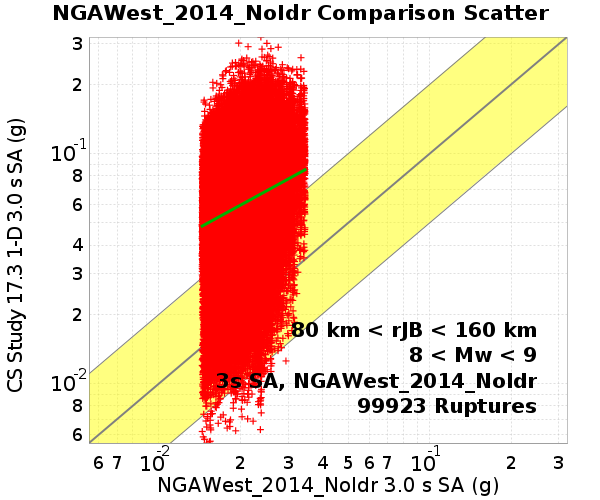 NGAWest_2014_NoIdr Comparison Scatter
CS Study 17.3 1-D 3.0 s SA (g)
3
2
10^-1
8
6
4
3
2
10^-2
8
6
80 km < rJB < 160 km
8 < Mw < 9
3s SA, NGAWest_2014_NoIdr
99923 Ruptures
6 7 10^-2 2 3 4 5 6 7 10^-1 2 3
NGAWest_2014_NoIdr 3.0 s SA (g)